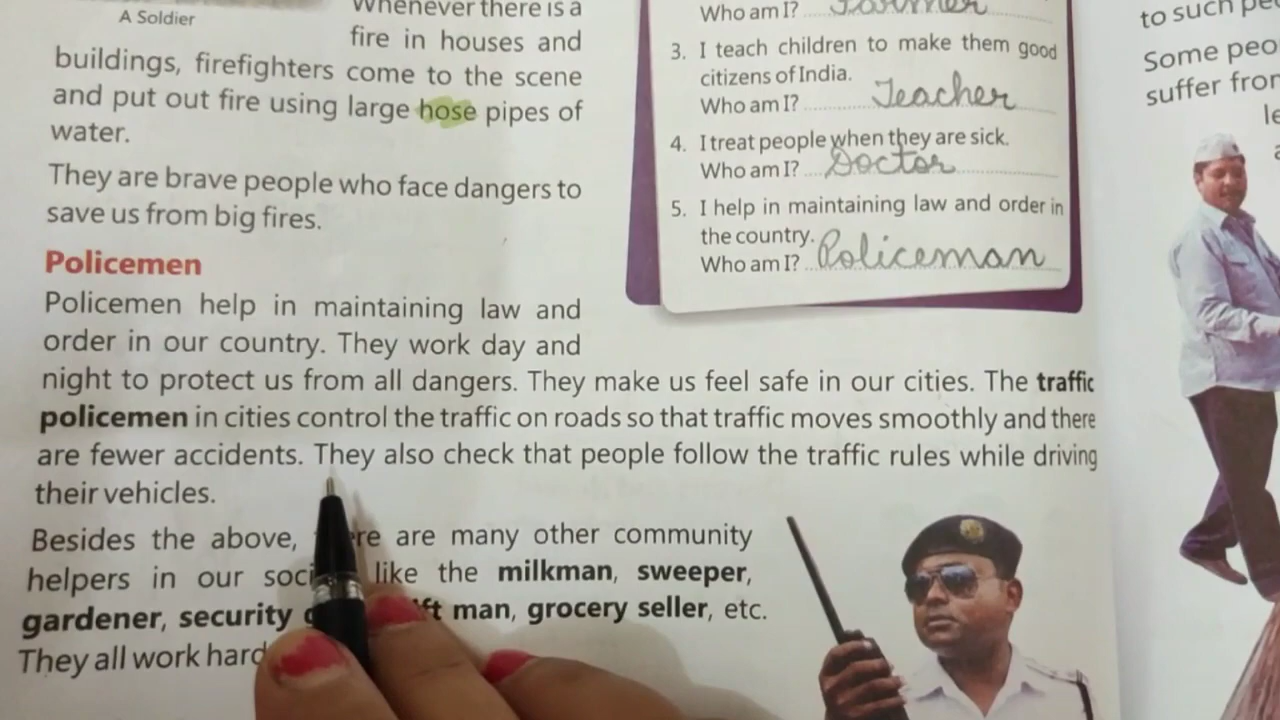 A Soldier
Whenever there is a
fire in houses and
buildings, firefighters come to the scene
and put out fire using large hose pipes of
water.
They are brave people who face dangers to
save us from big fires.
Policemen
Policemen help in maintaining law and
order in our country. They work day and
night to protect us from all dangers. They make us feel safe in our cities. The traffic
policemen in cities control the traffic on roads so that traffic moves smoothly and there
are fewer accidents. They also check that people follow the traffic rules while driving
their vehicles.
Besides the above, are many other community
helpers in our like the milkman, sweeper,
gardener, security man, grocery seller, etc.
They all work hard
Who am I? Farmer
3. I teach children to make them good
citizens of India.
Who am I? Teacher
4. I treat people when they are sick.
Who am I? Doctor
5. I help in maintaining law and order in
the country.
Who am I? Policeman
to such
Some
suffer